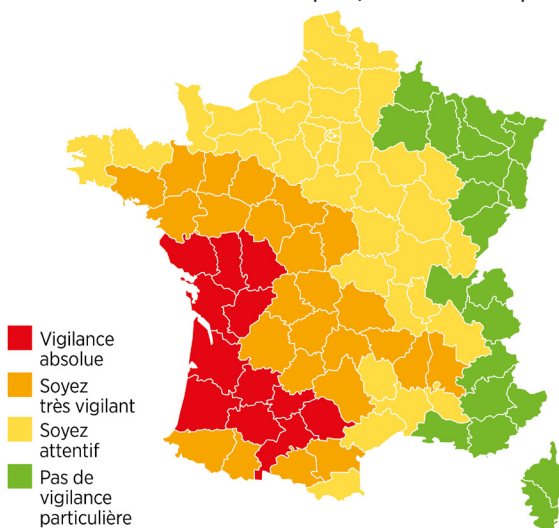 Vigilance
absolue
Soyez
très vigilant
Soyez
attentif
Pas de
vigilance
particulière